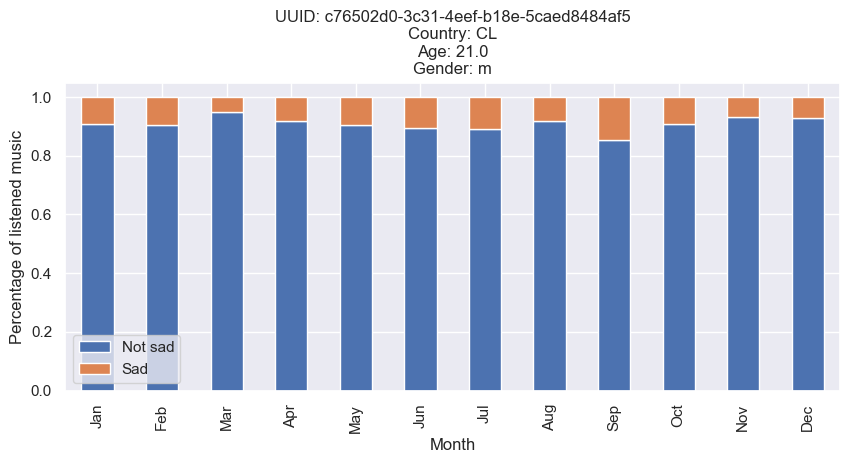 UUID: c76502d0-3c31-4eef-b18e-5caed8484af5
Country: CL
Age: 21.0
Gender: m
Percentage of listened music
1.0
0.8
0.6
0.4
0.2
0.0
Not sad
Sad
Jan
Feb
Mar
Apr
May
Jun
Jul
Aug
Sep
Oct
Nov
Dec
Month